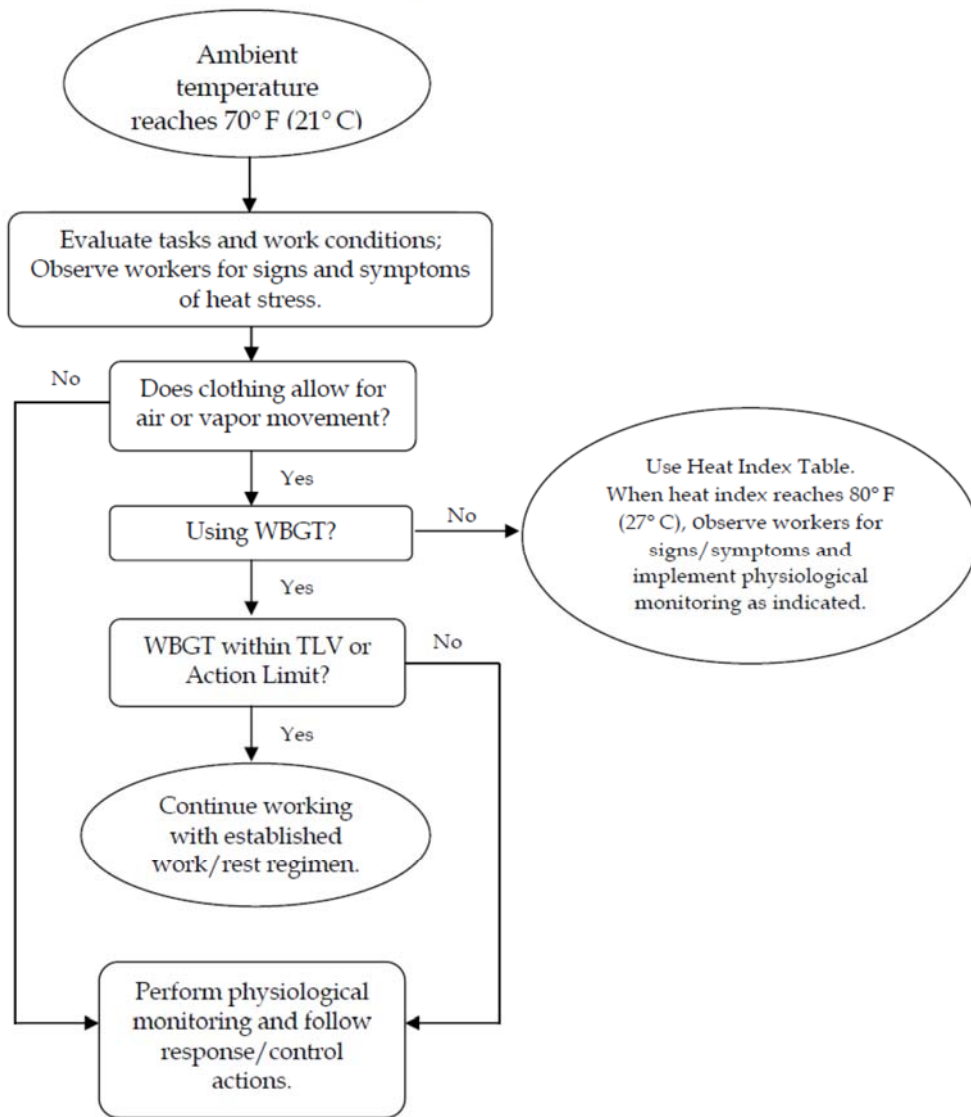 Ambient
temperature
reaches 70° F (21° C)
Evaluate tasks and work conditions;
Observe workers for signs and symptoms
of heat stress.
No
Does clothing allow for
air or vapor movement?
Yes
Using WBGT?
No
Use Heat Index Table.
When heat index reaches 80° F
(27° C), Observe workers for
signs/symptoms and
implement physiological
monitoring as indicated.
Yes
WBGT within TLV or
Action Limit?
No
Yes
Continue working
with established
work/rest regimen.
Perform physiological
monitoring and follow
response/control
actions.